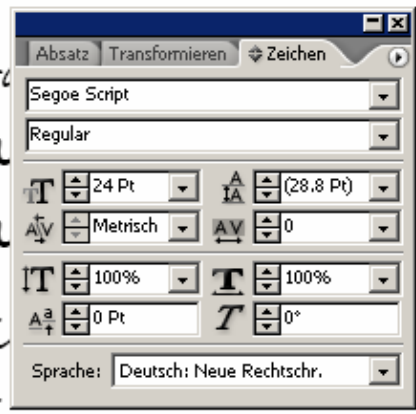 Absatz Transformieren Zeichen
Segoe Script
Regular
24 Pt (28.8 Pt)
Metrisch 0
100% 100%
0 Pt 0°
Sprache: Deutsch: Neue Rechtschr.